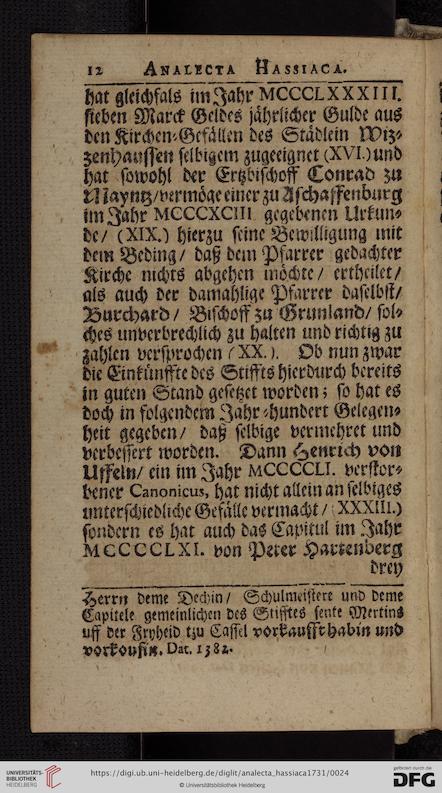 12 ANALECTA HASSIACA.
hat gleichfals im Jahr MCCCLXXXIII.
sieben Marck Geldes jährlicher Gulde aus
den Kirchen-Gefällen des Städlein Wiz-
zenhaussen selbigem zugeeignet (XVI.) und
hat sowohl der Ertzbischoff Conrad zu
Mayntz/ vermöge einer zu Aschaffenburg
im Jahr MCCCXCIII gegebenen Urkun-
de/ (XIX.) hierzu seine Bewilligung mit
dem Beding/ daß dem Pfarrer gedachter
Kirche nichts abgehen möchte/ ertheilet/
als auch der damahlige Pfarrer daselbst/
Burchard/ Bischoff zu Grunland/ sol-
ches unverbrechlich zu halten und richtig zu
zahlen versprochen (XX.). Ob nun zwar
die Einkünffte des Stiffts hierdurch bereits
in guten Stand gesetzet worden; so hat es
doch in folgendem Jahr-hundert Gelegen-
heit gegeben/ daß selbige vermehret und
verbessert worden. Dann Henrich von
Uffeln/ ein im Jahr MCCCCLI. verstor-
bener Canonicus, hat nicht allein an selbiges
unterschiedliche Gefälle vermacht/ (XXXIII.)
sondern es hat auch das Capitul im Jahr
MCCCCLXI. von Peter Hartenberg
drey
Herrn deme Dechin/ Schulmeistere und deme
Capitele gemeinlichen des Stifftes sente Mertins
uff der Fryheid tzu Cassel vorkaufft habin und
vorkoufin. Dat. 1382.
UNIVERSITÄTS-
BIBLIOTHEK
HEIDELBERG
https://digi.ub.uni-heidelberg.de/diglit/analecta_hassiaca1731/0024
© Universitätsbibliothek Heidelberg
gefördert durch die
DFG